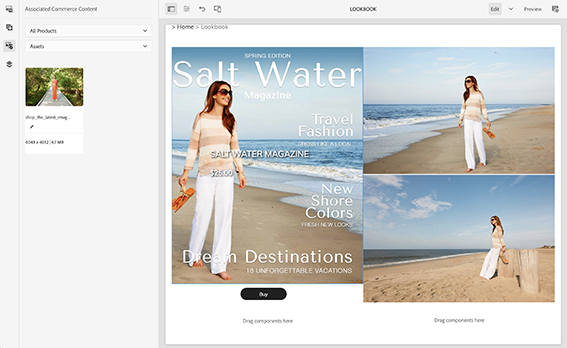 Associated Commerce Content
LOOKBOOK
Edit
Preview
All Products
Assets
shop_the_latest_imag...
4048 x 4032 | 4.1 MB
> Home > Lookbook
SPRING EDITION
Salt Water
Magazine
Travel
Fashion
DRESS LIKE A LOCAL
SALT WATER MAGAZINE
$25.00
New
Shore
Colors
FRESH NEW LOOKS
Dream Destinations
18 UNFORGETTABLE VACATIONS
Buy
Drag components here
Drag components here